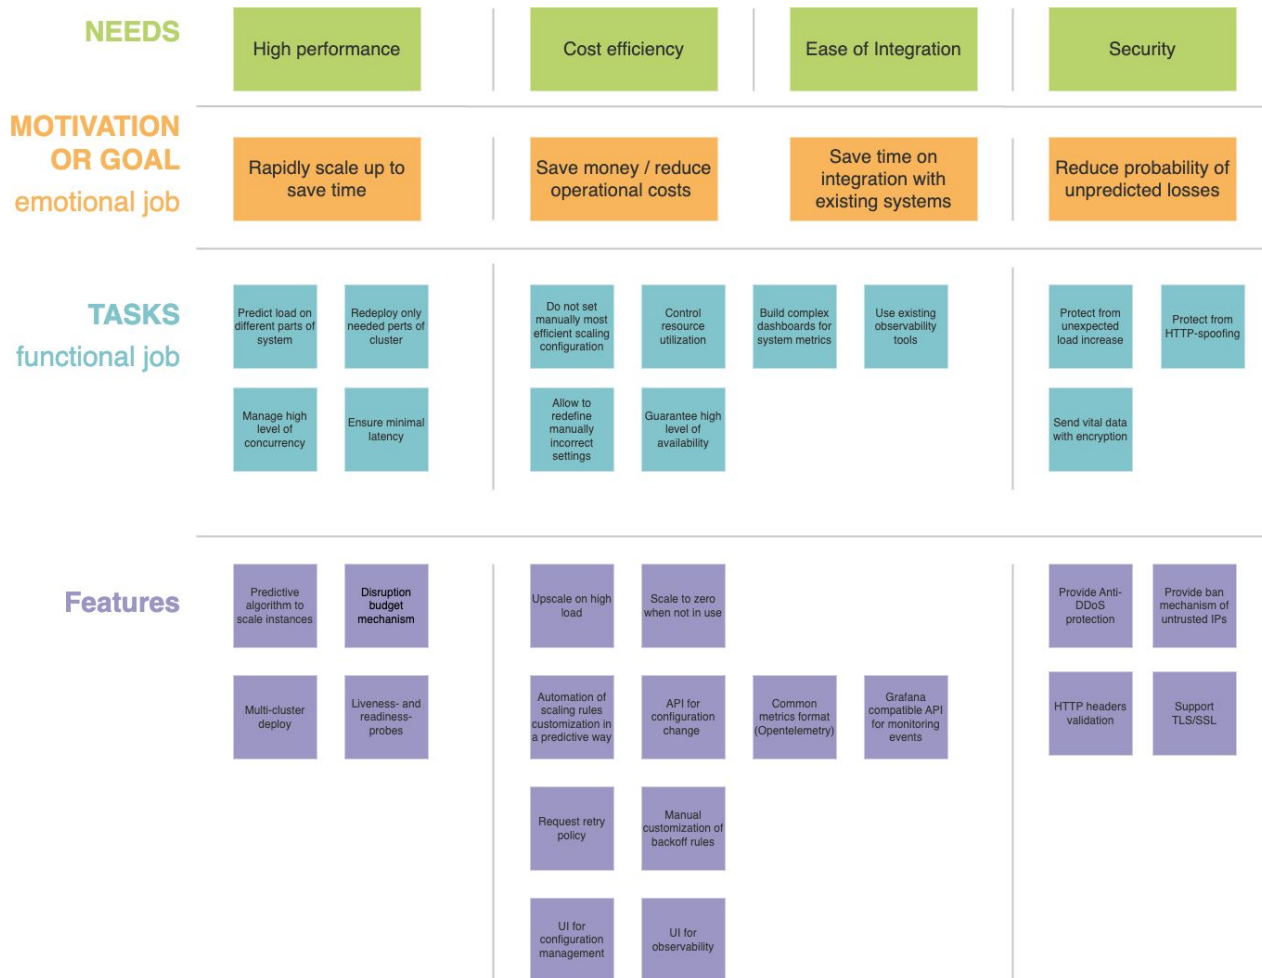 NEEDS
High performance
Cost efficiency
Ease of Integration
Security
MOTIVATION
OR GOAL
emotional job
Rapidly scale up to
save time
Save money / reduce
operational costs
Save time on
integration with
existing systems
Reduce probability of
unpredicted losses
TASKS
functional job
Predict load on
different parts of
system
Redeploy only
needed perts of
cluster
Do not set
manually most
efficient scaling
configuration
Control
resource
utilization
Build complex
dashboards for
system metrics
Use existing
observability
tools
Protect from
unexpected
load increase
Protect from
HTTP-spoofing
Manage high
level of
concurrency
Ensure minimal
latency
Allow to
redefine
manually
incorrect
settings
Guarantee high
level of
availability
Send vital data
with encryption
Features
Predictive
algorithm to
scale instances
Disruption
budget
mechanism
Upscale on high
load
Scale to zero
when not in use
Provide Anti-
DDoS
protection
Provide ban
mechanism of
untrusted IPs
Multi-cluster
deploy
Liveness- and
readiness-
probes
Automation of
scaling rules
customization in
a predictive way
API for
configuration
change
Common
metrics format
(Opentelemetry)
Grafana
compatible API
for monitoring
events
HTTP headers
validation
Support
TLS/SSL
Request retry
policy
Manual
customization of
backoff rules
UI for
configuration
management
UI for
observability